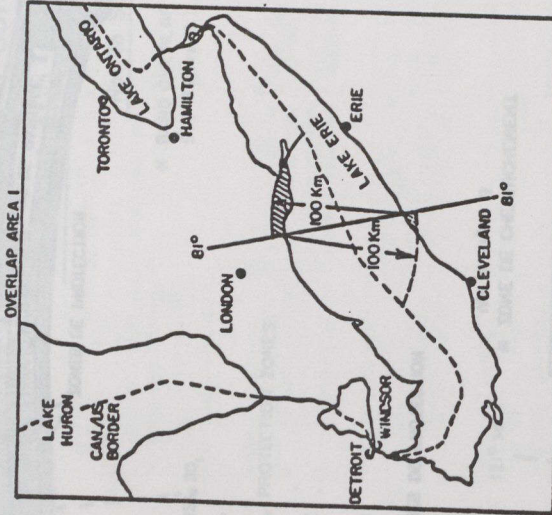 OVERLAP AREA I
LAKE
HURON
CAN/US
BORDER
TORONTO
LAKE ONTARIO
HAMILTON
81°
LONDON
100 Km
100 Km
LAKE ERIE
ERIE
DETROIT
WINDSOR
CLEVELAND
81°